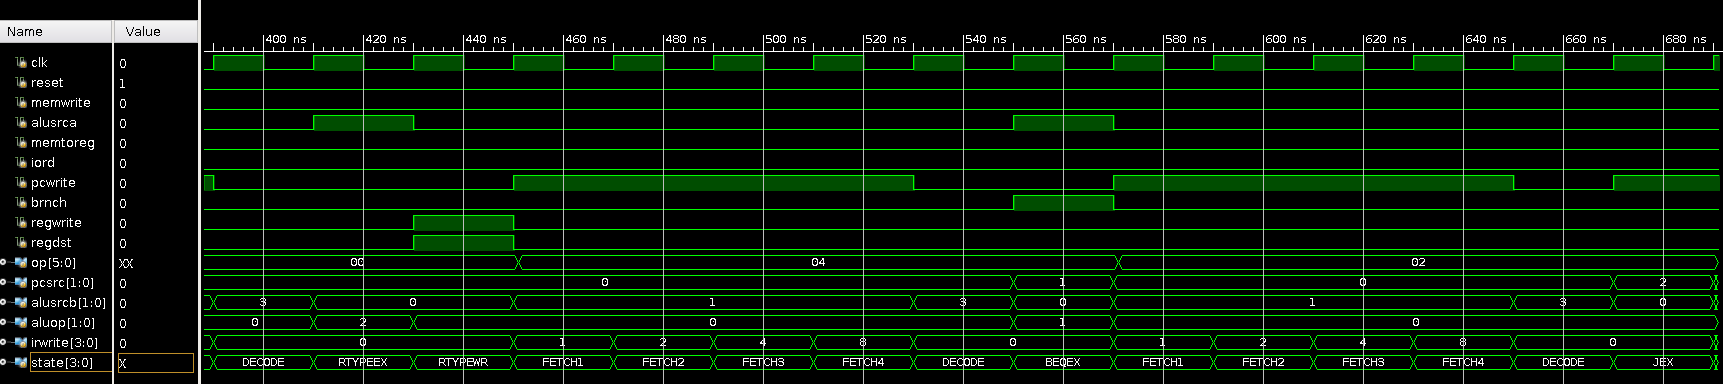 Name Value
400 ns 420 ns 440 ns 460 ns 480 ns 500 ns 520 ns 540 ns 560 ns 580 ns 600 ns 620 ns 640 ns 660 ns 680 ns
clk 0
reset 1
memwrite 0
alusrca 0
memtoreg 0
iord 0
pcwrite 0
brnch 0
regwrite 0
regdst 0
op[5:0] XX 00 04 02
pcsrc[1:0] 0 0 1 0 2
alusrcb[1:0] 0 3 0 1 3 0 1 3 0
aluop[1:0] 0 0 2 0 1 0
irwrite[3:0] 0 0 1 2 4 8 0 1 2 4 8 0
state[3:0] X DECODE RTYPEEX RTYPEWR FETCH1 FETCH2 FETCH3 FETCH4 DECODE BEQEX FETCH1 FETCH2 FETCH3 FETCH4 DECODE JEX